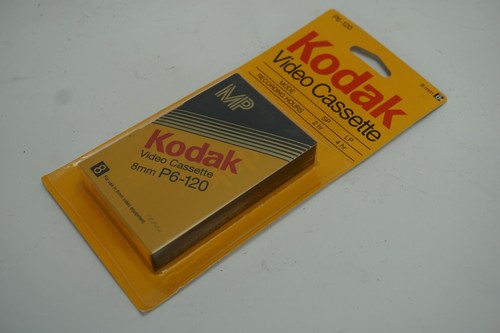 P6-120
Kodak
Video Cassette
MODE SP LP
RECORDING HOURS 2 hr 4 hr
MP
Kodak
Video Cassette
8mm P6-120
8